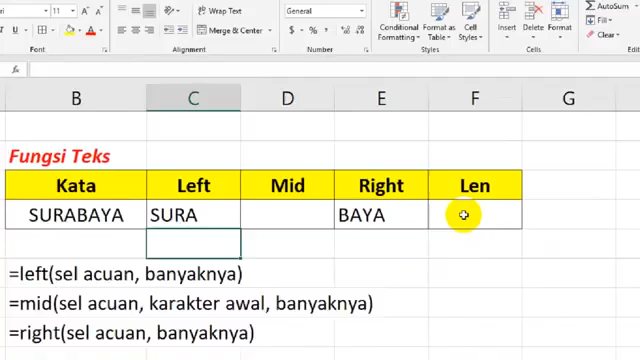 AutoSum
Wrap Text
Fill
Merge & Center
$ %
Conditional Formatting
Format as Table
Cell Styles
Insert Delete Format
Clear
Font Alignment Number Styles Cells
fx
B C D E F G
Fungsi Teks
Kata Left Mid Right Len
SURABAYA SURA BAYA
=left(sel acuan, banyaknya)
=mid(sel acuan, karakter awal, banyaknya)
=right(sel acuan, banyaknya)